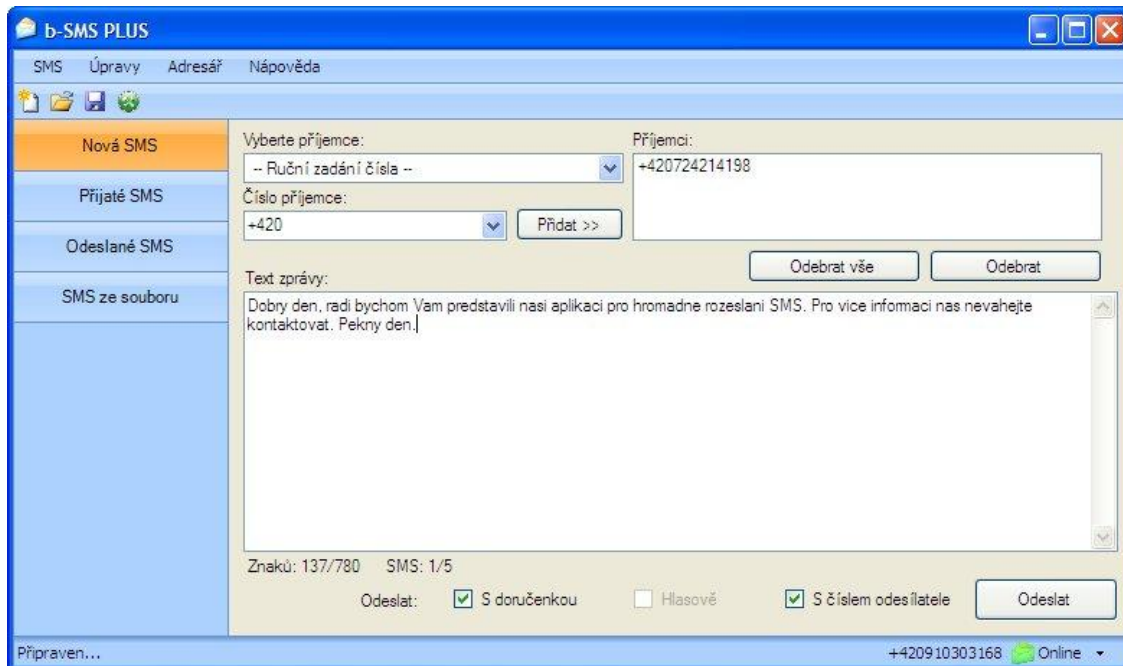 b-SMS PLUS
SMS Úpravy Adresář Nápověda
Nová SMS
Přijaté SMS
Odeslané SMS
SMS ze souboru
Vyberte příjemce:
-- Ruční zadání čísla --
Číslo příjemce:
+420
Přidat >>
Příjemci:
+420724214198
Odebrat vše
Odebrat
Text zprávy:
Dobry den, radi bychom Vam predstavili nasi aplikaci pro hromadne rozeslani SMS. Pro vice informaci nas nevahejte
kontaktovat. Pekny den.
Znaků: 137/780 SMS: 1/5
Odeslat: S doručenkou Hlasově S číslem odesílatele Odeslat
Připraven... +420910303168 Online